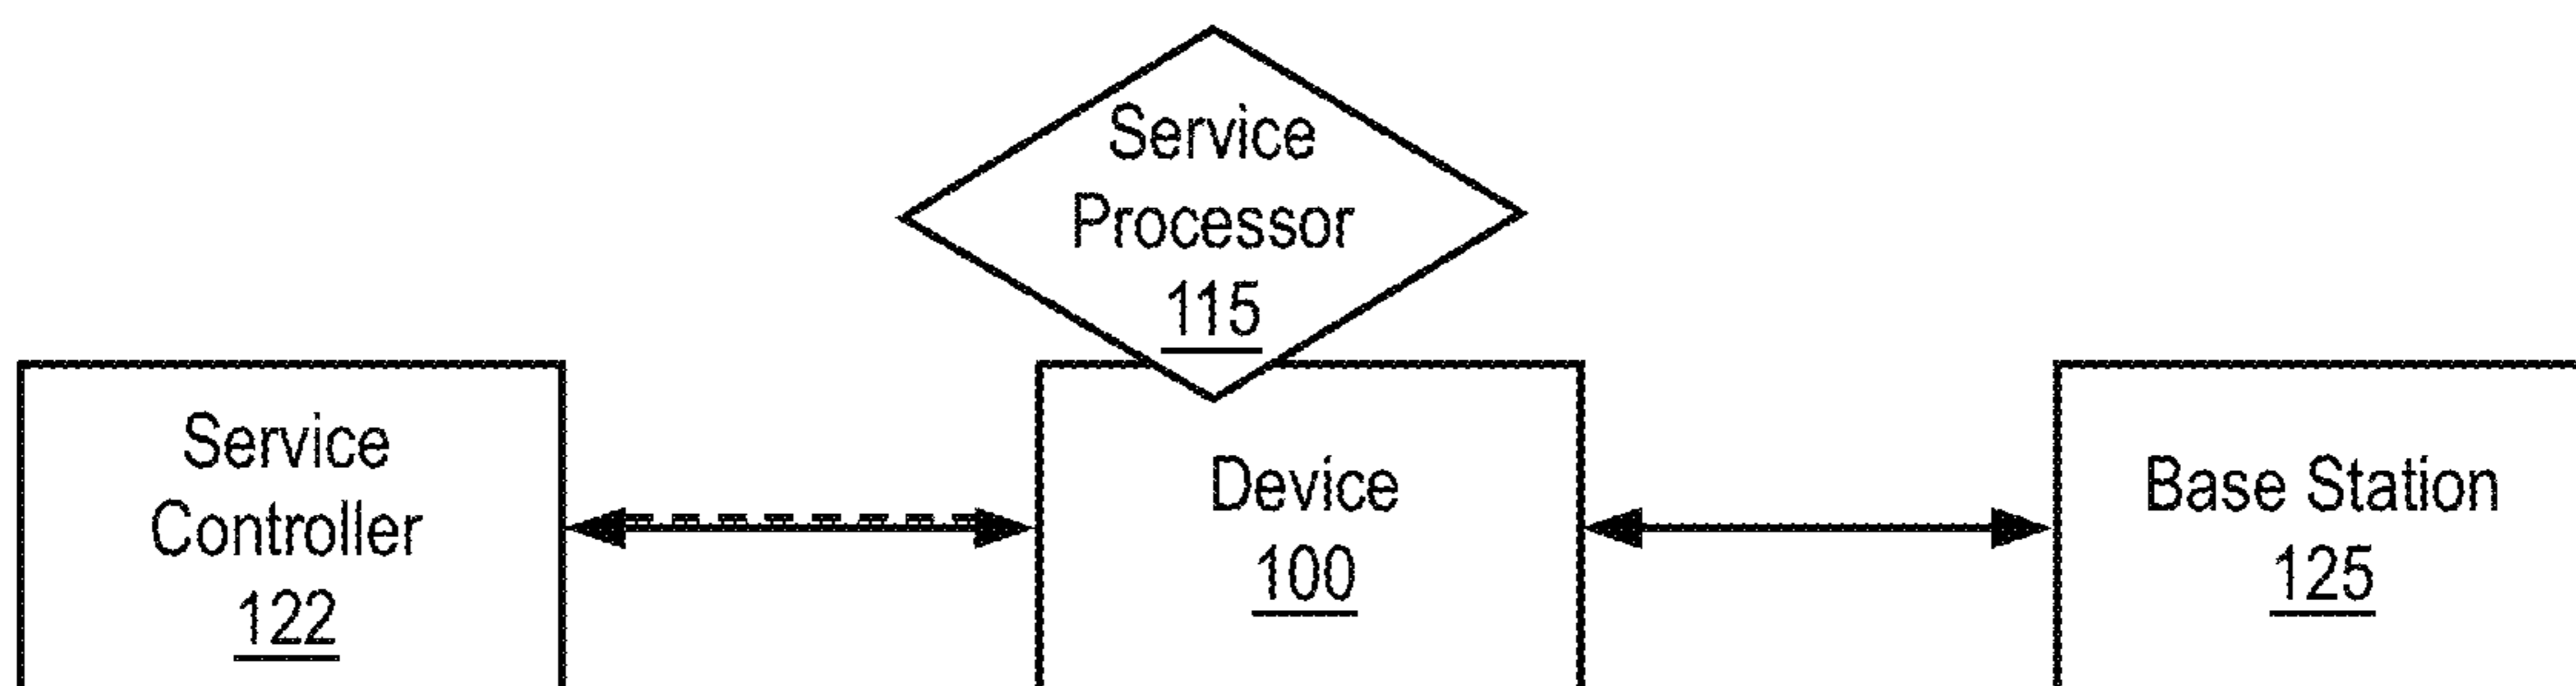 Service
Processor
115
Service
Controller
122
Device
100
Base Station
125